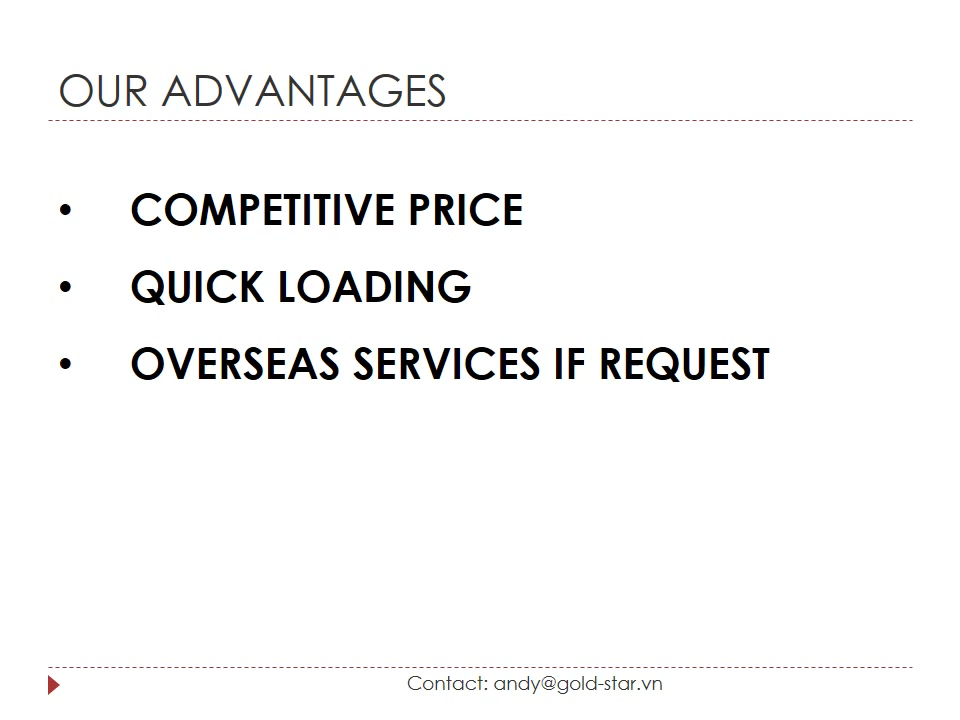 OUR ADVANTAGES
• COMPETITIVE PRICE
• QUICK LOADING
• OVERSEAS SERVICES IF REQUEST
Contact: andy@gold-star.vn